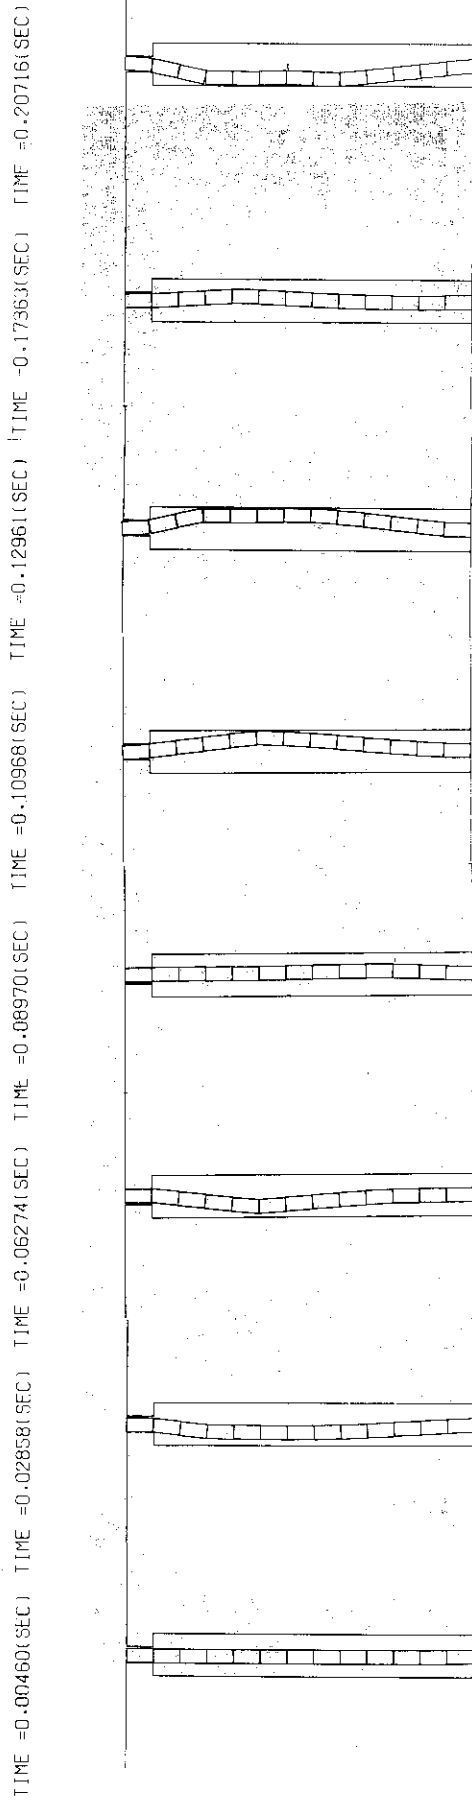 TIME =0.00460(SEC)
TIME =0.02858(SEC)
TIME =0.06274(SEC)
TIME =0.08970(SEC)
TIME =0.10968(SEC)
TIME =0.12961(SEC)
TIME -0.17363(SEC)
TIME =0.20716(SEC)